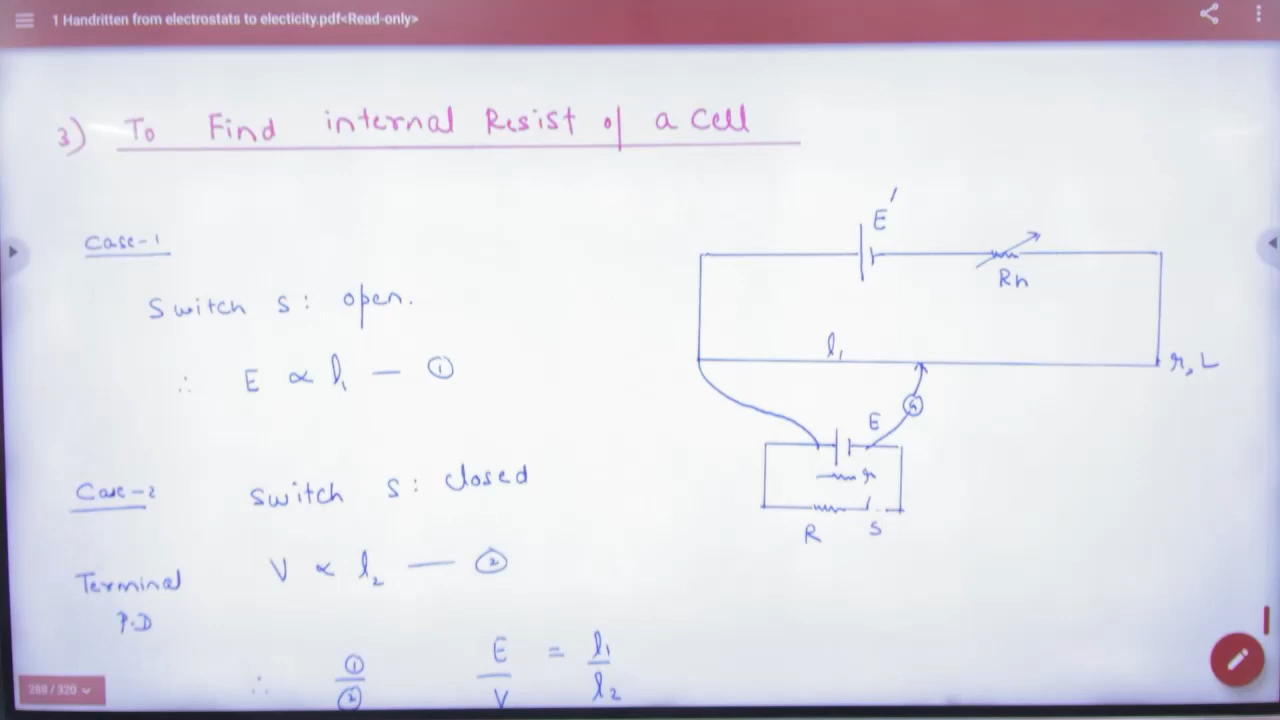 1 Handritten from electrostats to electicity.pdf<Read-only>
3) To Find internal Resist of a cell
Case-1
Switch S: open.
∴ E ∝ l₁ — ①
Case-2 Switch S: closed
V ∝ l₂ — ②
Terminal
P.D
∴ ①/② E/V = l₁/l₂
E'
Rh
l₁
r, L
G
E
r
R S
288 / 320